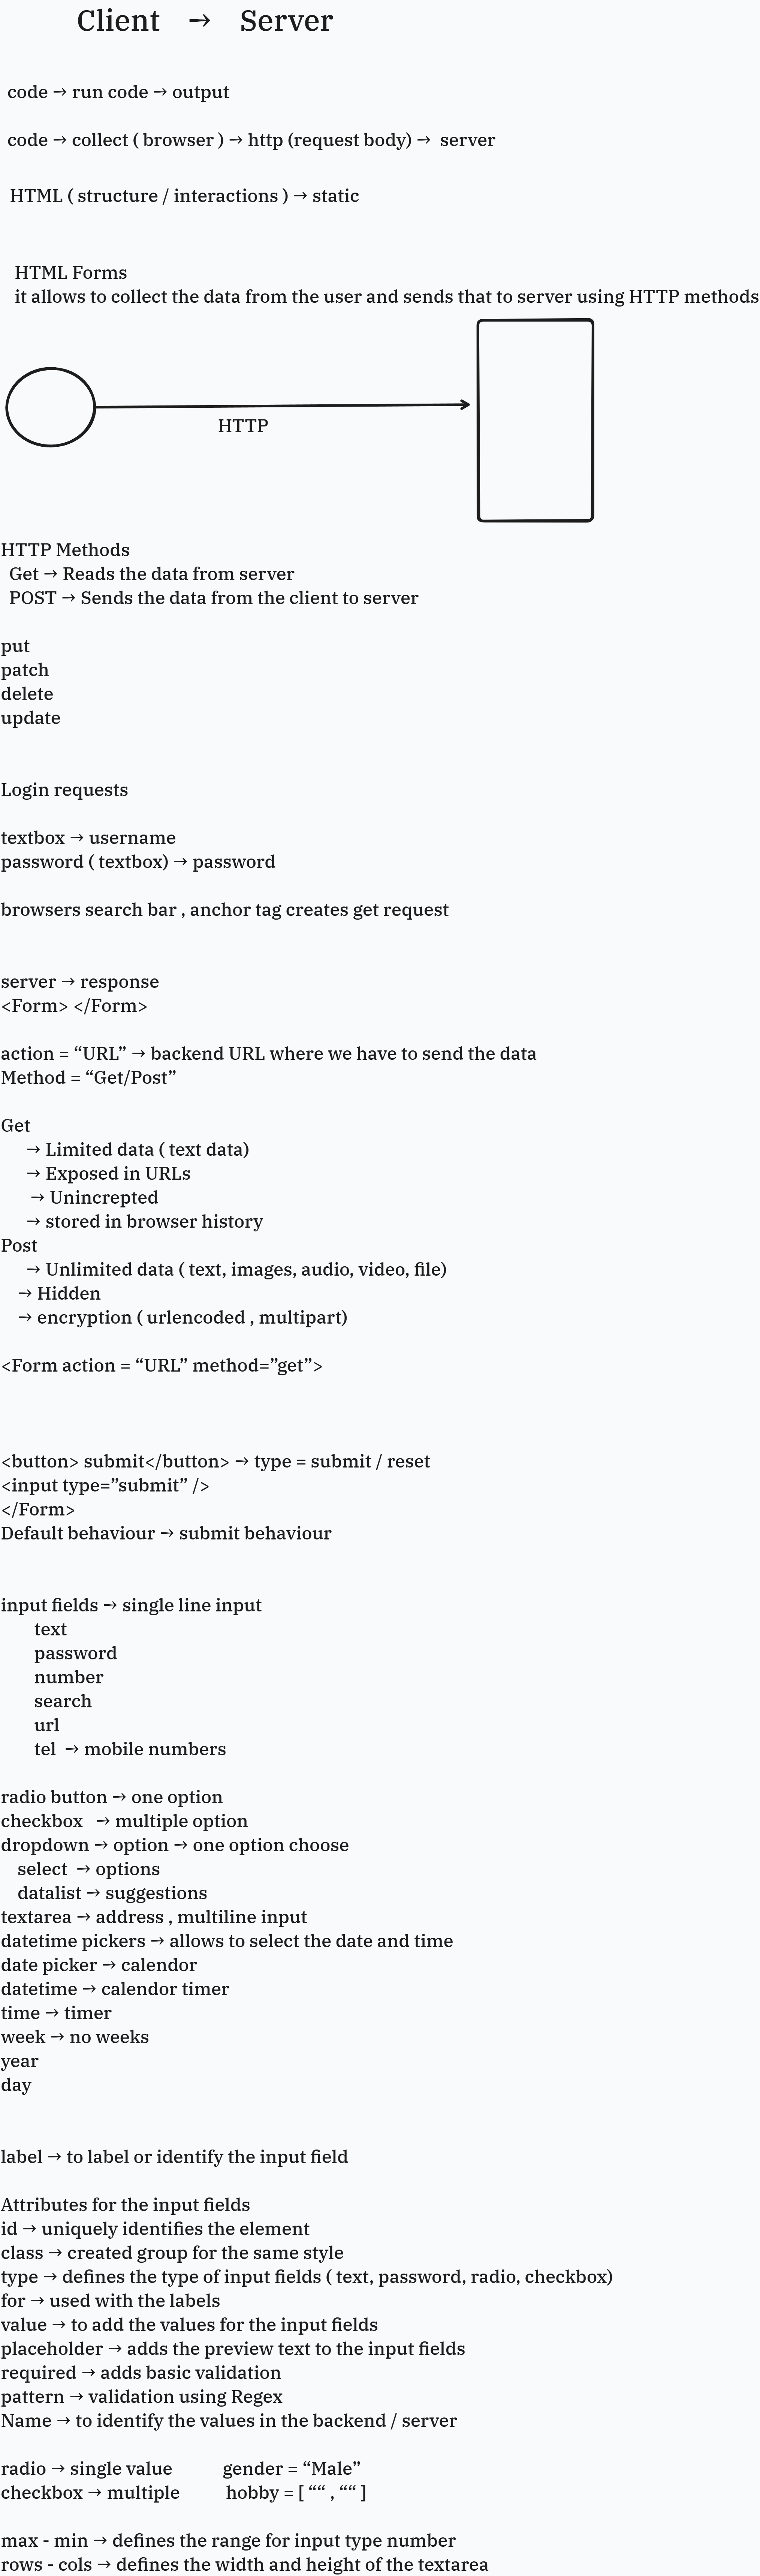 Client → Server
code → run code → output
code → collect ( browser ) → http (request body) → server
HTML ( structure / interactions ) → static
HTML Forms
it allows to collect the data from the user and sends that to server using HTTP methods
HTTP
HTTP Methods
Get → Reads the data from server
POST → Sends the data from the client to server
put
patch
delete
update
Login requests
textbox → username
password ( textbox) → password
browsers search bar , anchor tag creates get request
server → response
<Form> </Form>
action = “URL” → backend URL where we have to send the data
Method = “Get/Post”
Get
→ Limited data ( text data)
→ Exposed in URLs
→ Unincrepted
→ stored in browser history
Post
→ Unlimited data ( text, images, audio, video, file)
→ Hidden
→ encryption ( urlencoded , multipart)
<Form action = “URL” method=”get”>
<button> submit</button> → type = submit / reset
<input type=”submit” />
</Form>
Default behaviour → submit behaviour
input fields → single line input
text
password
number
search
url
tel → mobile numbers
radio button → one option
checkbox → multiple option
dropdown → option → one option choose
select → options
datalist → suggestions
textarea → address , multiline input
datetime pickers → allows to select the date and time
date picker → calendor
datetime → calendor timer
time → timer
week → no weeks
year
day
label → to label or identify the input field
Attributes for the input fields
id → uniquely identifies the element
class → created group for the same style
type → defines the type of input fields ( text, password, radio, checkbox)
for → used with the labels
value → to add the values for the input fields
placeholder → adds the preview text to the input fields
required → adds basic validation
pattern → validation using Regex
Name → to identify the values in the backend / server
radio → single value gender = “Male”
checkbox → multiple hobby = [ ““ , ““ ]
max - min → defines the range for input type number
rows - cols → defines the width and height of the textarea